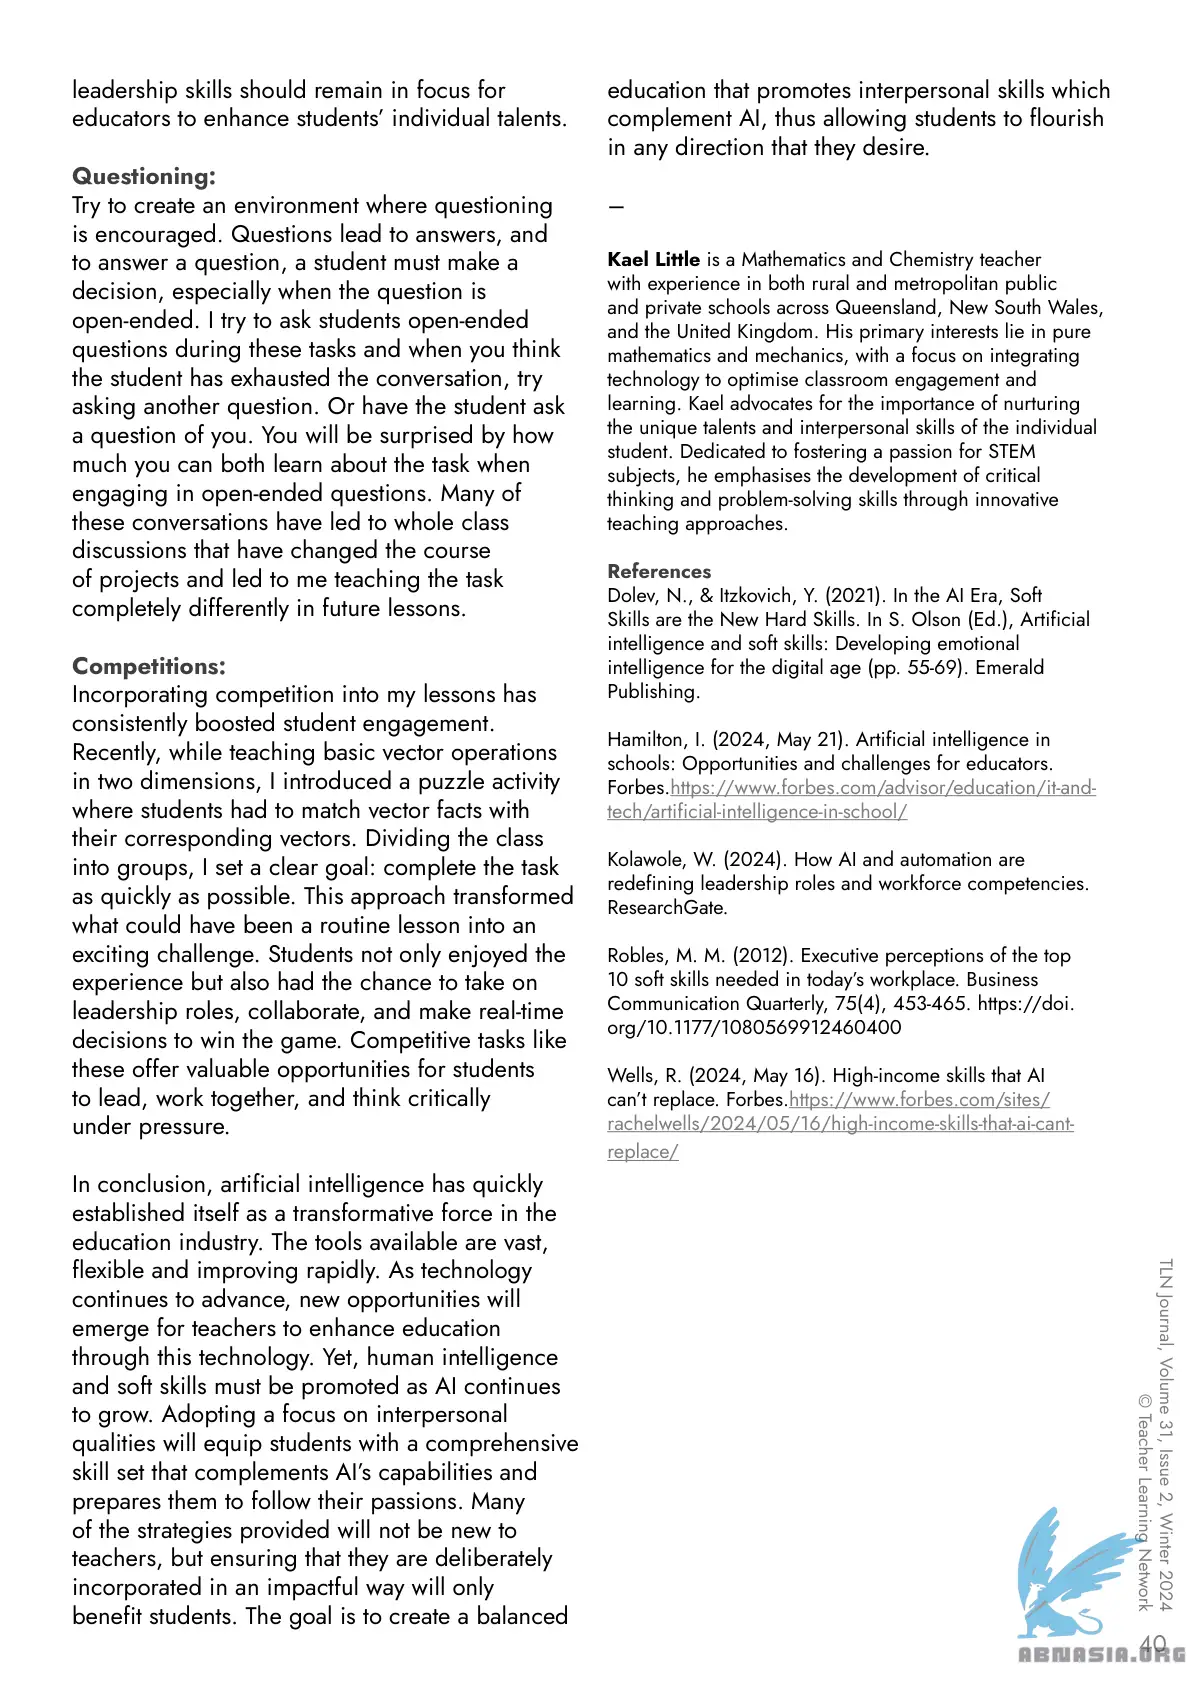 leadership skills should remain in focus for
educators to enhance students’ individual talents.
Questioning:
Try to create an environment where questioning
is encouraged. Questions lead to answers, and
to answer a question, a student must make a
decision, especially when the question is
open-ended. I try to ask students open-ended
questions during these tasks and when you think
the student has exhausted the conversation, try
asking another question. Or have the student ask
a question of you. You will be surprised by how
much you can both learn about the task when
engaging in open-ended questions. Many of
these conversations have led to whole class
discussions that have changed the course
of projects and led to me teaching the task
completely differently in future lessons.
Competitions:
Incorporating competition into my lessons has
consistently boosted student engagement.
Recently, while teaching basic vector operations
in two dimensions, I introduced a puzzle activity
where students had to match vector facts with
their corresponding vectors. Dividing the class
into groups, I set a clear goal: complete the task
as quickly as possible. This approach transformed
what could have been a routine lesson into an
exciting challenge. Students not only enjoyed the
experience but also had the chance to take on
leadership roles, collaborate, and make real-time
decisions to win the game. Competitive tasks like
these offer valuable opportunities for students
to lead, work together, and think critically
under pressure.
In conclusion, artificial intelligence has quickly
established itself as a transformative force in the
education industry. The tools available are vast,
flexible and improving rapidly. As technology
continues to advance, new opportunities will
emerge for teachers to enhance education
through this technology. Yet, human intelligence
and soft skills must be promoted as AI continues
to grow. Adopting a focus on interpersonal
qualities will equip students with a comprehensive
skill set that complements AI’s capabilities and
prepares them to follow their passions. Many
of the strategies provided will not be new to
teachers, but ensuring that they are deliberately
incorporated in an impactful way will only
benefit students. The goal is to create a balanced
education that promotes interpersonal skills which
complement AI, thus allowing students to flourish
in any direction that they desire.
–
Kael Little is a Mathematics and Chemistry teacher
with experience in both rural and metropolitan public
and private schools across Queensland, New South Wales,
and the United Kingdom. His primary interests lie in pure
mathematics and mechanics, with a focus on integrating
technology to optimise classroom engagement and
learning. Kael advocates for the importance of nurturing
the unique talents and interpersonal skills of the individual
student. Dedicated to fostering a passion for STEM
subjects, he emphasises the development of critical
thinking and problem-solving skills through innovative
teaching approaches.
References
Dolev, N., & Itzkovich, Y. (2021). In the AI Era, Soft
Skills are the New Hard Skills. In S. Olson (Ed.), Artificial
intelligence and soft skills: Developing emotional
intelligence for the digital age (pp. 55-69). Emerald
Publishing.
Hamilton, I. (2024, May 21). Artificial intelligence in
schools: Opportunities and challenges for educators.
Forbes.https://www.forbes.com/advisor/education/it-and-
tech/artificial-intelligence-in-school/
Kolawole, W. (2024). How AI and automation are
redefining leadership roles and workforce competencies.
ResearchGate.
Robles, M. M. (2012). Executive perceptions of the top
10 soft skills needed in today’s workplace. Business
Communication Quarterly, 75(4), 453-465. https://doi.
org/10.1177/1080569912460400
Wells, R. (2024, May 16). High-income skills that AI
can’t replace. Forbes.https://www.forbes.com/sites/
rachelwells/2024/05/16/high-income-skills-that-ai-cant-
replace/
TLN Journal, Volume 31, Issue 2, Winter 2024
© Teacher Learning Network
40
ABNASIA.ORG